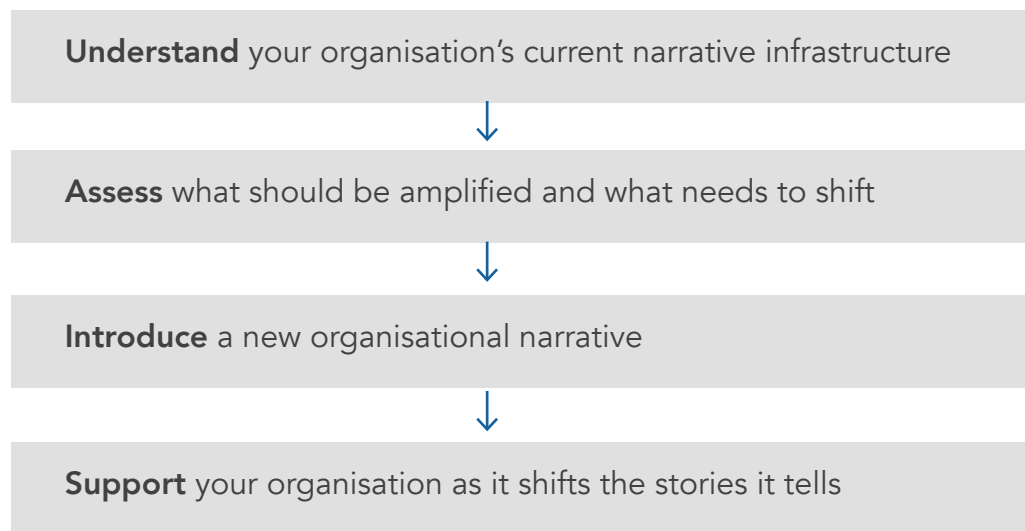 Understand your organisation’s current narrative infrastructure
Assess what should be amplified and what needs to shift
Introduce a new organisational narrative
Support your organisation as it shifts the stories it tells